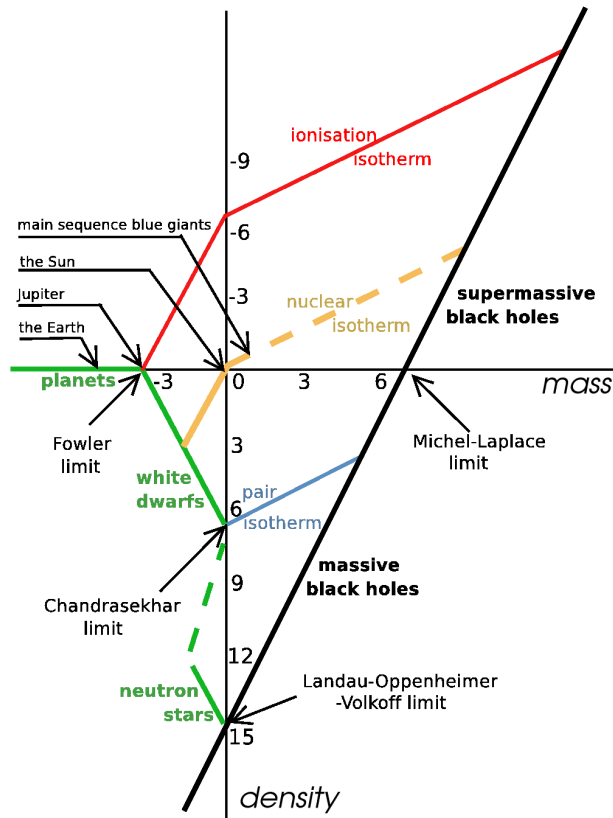 ionisation
isotherm
-9
main sequence blue giants
-6
the Sun
-3
Jupiter
nuclear
isotherm
supermassive
black holes
the Earth
planets
-3
0
3
6
mass
Fowler
limit
Michel-Laplace
limit
3
white
dwarfs
6
pair
isotherm
massive
black holes
9
Chandrasekhar
limit
12
neutron
stars
Landau-Oppenheimer
-Volkoff limit
15
density